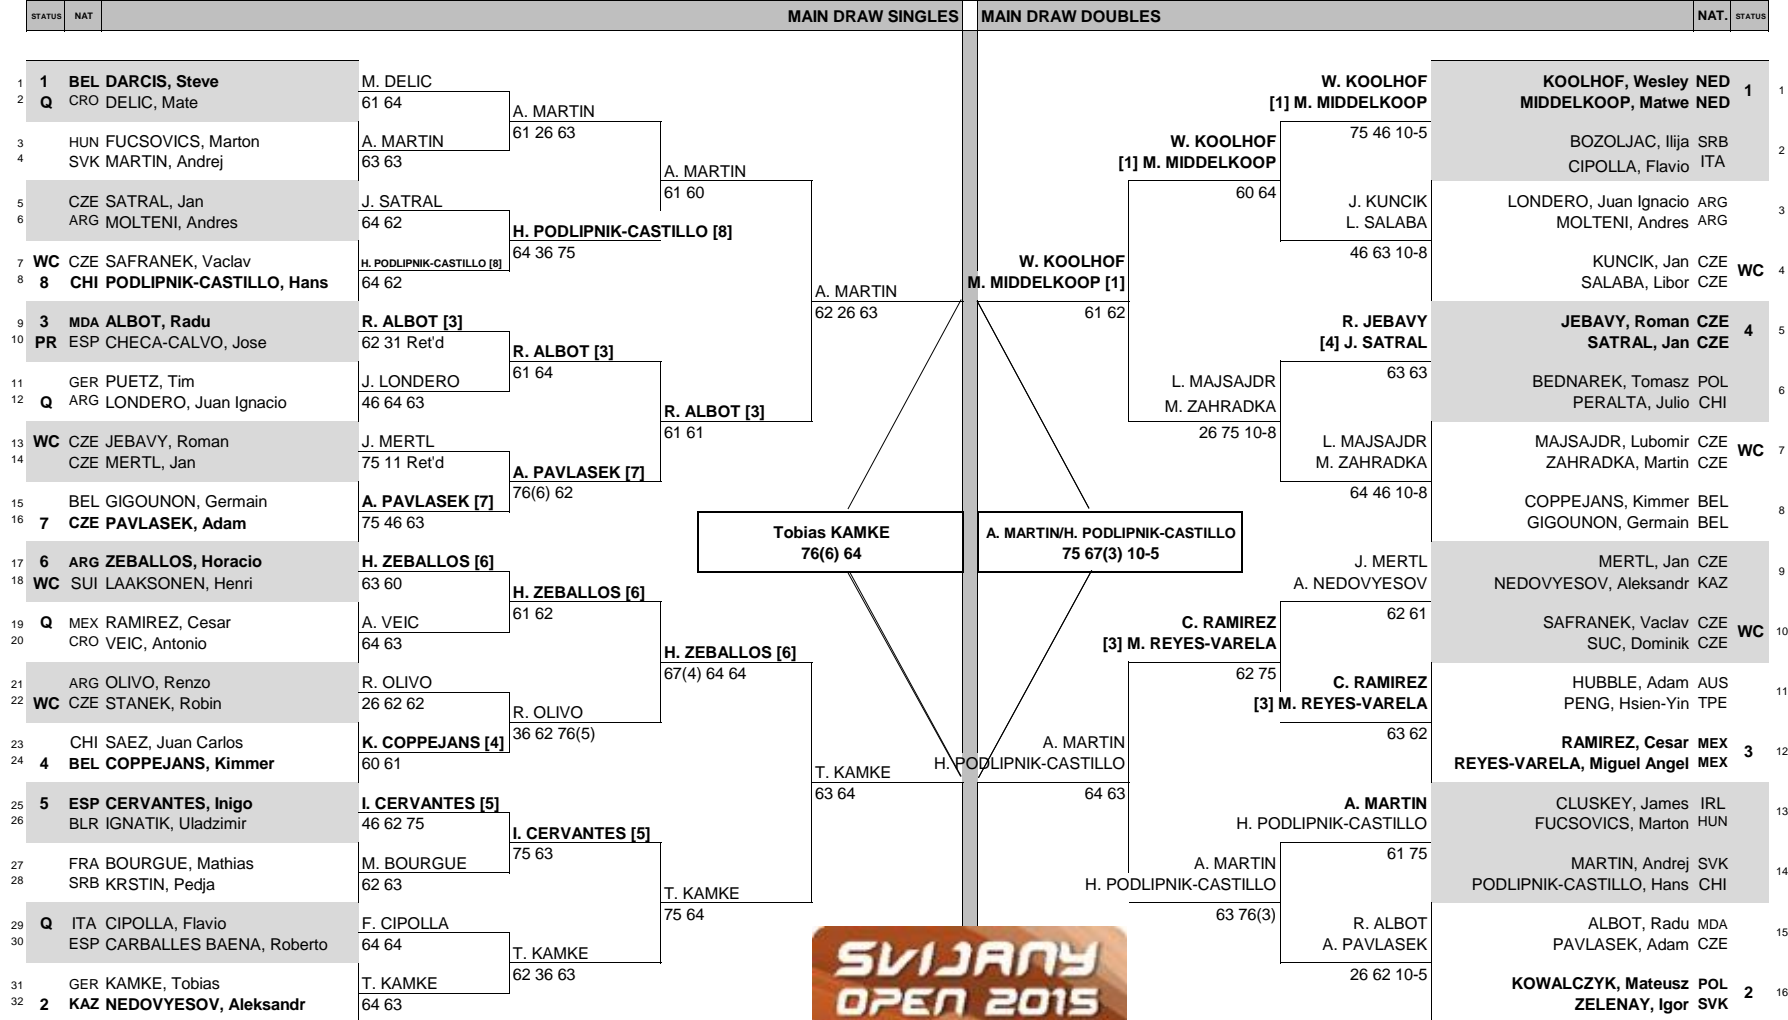 STATUS NAT MAIN DRAW SINGLES MAIN DRAW DOUBLES NAT. STATUS
1 1 BEL DARCIS, Steve
2 Q CRO DELIC, Mate
3 HUN FUCSOVICS, Marton
4 SVK MARTIN, Andrej
5 CZE SATRAL, Jan
6 ARG MOLTENI, Andres
7 WC CZE SAFRANEK, Vaclav
8 8 CHI PODLIPNIK-CASTILLO, Hans
9 3 MDA ALBOT, Radu
10 PR ESP CHECA-CALVO, Jose
11 GER PUETZ, Tim
12 Q ARG LONDERO, Juan Ignacio
13 WC CZE JEBAVY, Roman
14 CZE MERTL, Jan
15 BEL GIGOUNON, Germain
16 7 CZE PAVLASEK, Adam
17 6 ARG ZEBALLOS, Horacio
18 WC SUI LAAKSONEN, Henri
19 Q MEX RAMIREZ, Cesar
20 CRO VEIC, Antonio
21 ARG OLIVO, Renzo
22 WC CZE STANEK, Robin
23 CHI SAEZ, Juan Carlos
24 4 BEL COPPEJANS, Kimmer
25 5 ESP CERVANTES, Inigo
26 BLR IGNATIK, Uladzimir
27 FRA BOURGUE, Mathias
28 SRB KRSTIN, Pedja
29 Q ITA CIPOLLA, Flavio
30 ESP CARBALLES BAENA, Roberto
31 GER KAMKE, Tobias
32 2 KAZ NEDOVYESOV, Aleksandr
M. DELIC
61 64
A. MARTIN
63 63
J. SATRAL
64 62
H. PODLIPNIK-CASTILLO [8]
64 62
R. ALBOT [3]
62 31 Ret'd
J. LONDERO
46 64 63
J. MERTL
75 11 Ret'd
A. PAVLASEK [7]
75 46 63
H. ZEBALLOS [6]
63 60
A. VEIC
64 63
R. OLIVO
26 62 62
K. COPPEJANS [4]
60 61
I. CERVANTES [5]
46 62 75
M. BOURGUE
62 63
F. CIPOLLA
64 64
T. KAMKE
64 63
A. MARTIN
61 26 63
H. PODLIPNIK-CASTILLO [8]
64 36 75
R. ALBOT [3]
61 64
A. PAVLASEK [7]
76(6) 62
H. ZEBALLOS [6]
61 62
R. OLIVO
36 62 76(5)
I. CERVANTES [5]
75 63
T. KAMKE
62 36 63
A. MARTIN
61 60
R. ALBOT [3]
61 61
H. ZEBALLOS [6]
67(4) 64 64
T. KAMKE
75 64
A. MARTIN
62 26 63
T. KAMKE
63 64
Tobias KAMKE
76(6) 64
A. MARTIN/H. PODLIPNIK-CASTILLO
75 67(3) 10-5
W. KOOLHOF
M. MIDDELKOOP [1]
61 62
A. MARTIN
H. PODLIPNIK-CASTILLO
64 63
W. KOOLHOF
[1] M. MIDDELKOOP
60 64
L. MAJSAJDR
M. ZAHRADKA
26 75 10-8
C. RAMIREZ
[3] M. REYES-VARELA
62 75
A. MARTIN
H. PODLIPNIK-CASTILLO
63 76(3)
W. KOOLHOF
[1] M. MIDDELKOOP
75 46 10-5
J. KUNCIK
L. SALABA
46 63 10-8
R. JEBAVY
[4] J. SATRAL
63 63
L. MAJSAJDR
M. ZAHRADKA
64 46 10-8
J. MERTL
A. NEDOVYESOV
62 61
C. RAMIREZ
[3] M. REYES-VARELA
63 62
A. MARTIN
H. PODLIPNIK-CASTILLO
61 75
R. ALBOT
A. PAVLASEK
26 62 10-5
KOOLHOF, Wesley NED
MIDDELKOOP, Matwe NED
1 1
BOZOLJAC, Ilija SRB
CIPOLLA, Flavio ITA
2
LONDERO, Juan Ignacio ARG
MOLTENI, Andres ARG
3
KUNCIK, Jan CZE
SALABA, Libor CZE
WC 4
JEBAVY, Roman CZE
SATRAL, Jan CZE
4 5
BEDNAREK, Tomasz POL
PERALTA, Julio CHI
6
MAJSAJDR, Lubomir CZE
ZAHRADKA, Martin CZE
WC 7
COPPEJANS, Kimmer BEL
GIGOUNON, Germain BEL
8
MERTL, Jan CZE
NEDOVYESOV, Aleksandr KAZ
9
SAFRANEK, Vaclav CZE
SUC, Dominik CZE
WC 10
HUBBLE, Adam AUS
PENG, Hsien-Yin TPE
11
RAMIREZ, Cesar MEX
REYES-VARELA, Miguel Angel MEX
3 12
CLUSKEY, James IRL
FUCSOVICS, Marton HUN
13
MARTIN, Andrej SVK
PODLIPNIK-CASTILLO, Hans CHI
14
ALBOT, Radu MDA
PAVLASEK, Adam CZE
15
KOWALCZYK, Mateusz POL
ZELENAY, Igor SVK
2 16
SVIJANY
OPEN 2015